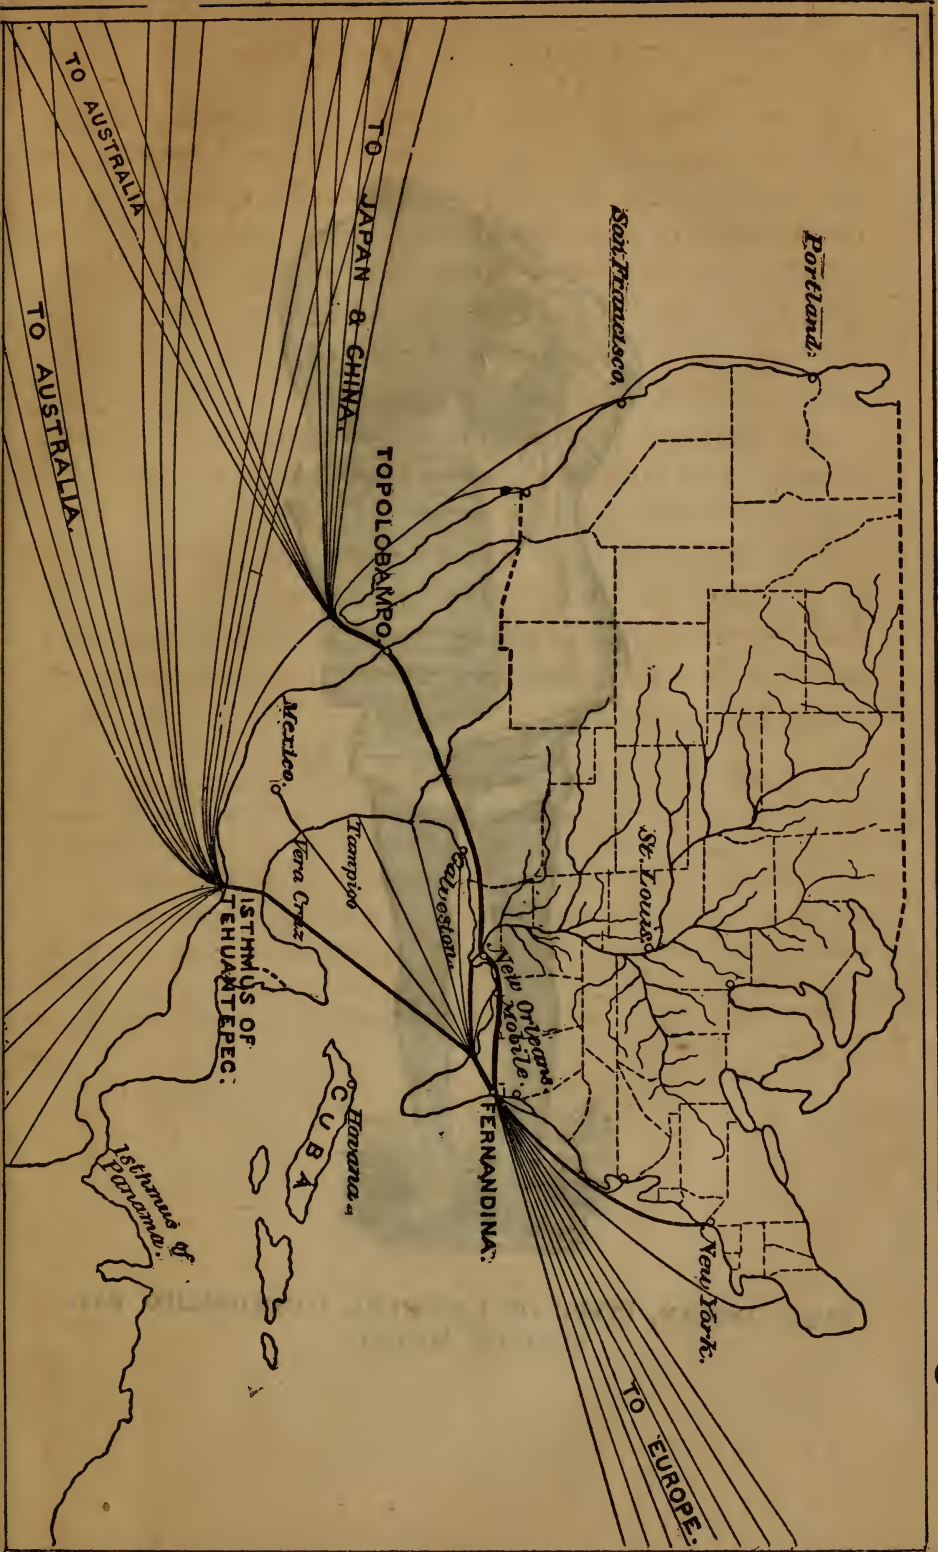 Portland:
San Francisco,
TO JAPAN & CHINA,
TO AUSTRALIA
TO AUSTRALIA,
TOPOLOBAMPO.
Mexico,
Vera Cruz
Tampico
Galveston,
St. Louis
New Orleans,
Mobile.
New York,
FERNANDINA:
TO EUROPE:
ISTHMUS OF
TEHUANTEPEC:
Havana,
CUBA
Isthmus of
Panama.